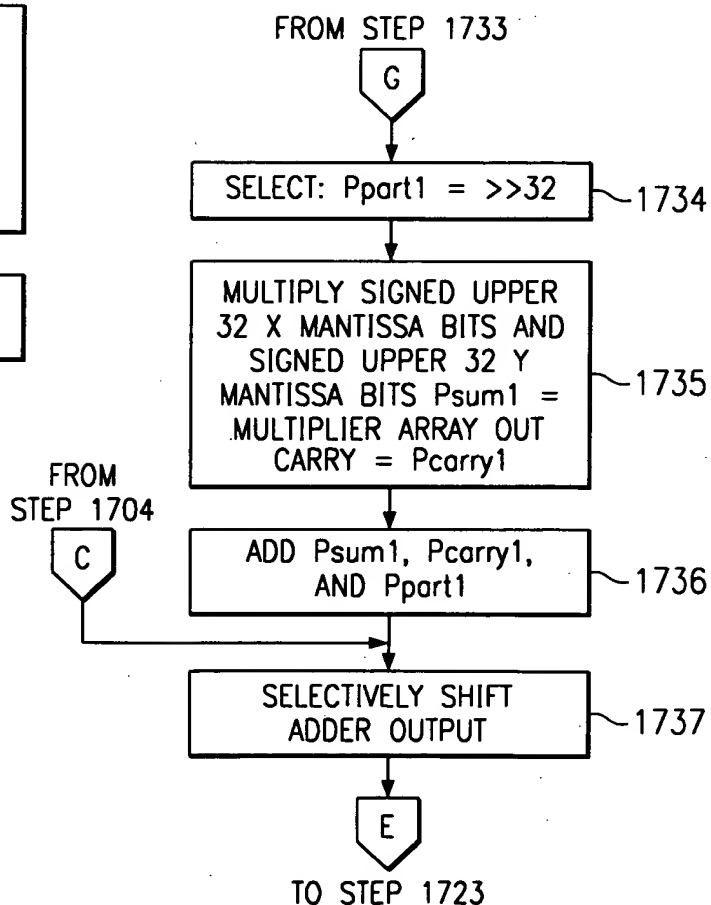 FROM STEP 1733
G
SELECT: Ppart1 = >>32
1734
MULTIPLY SIGNED UPPER
32 X MANTISSA BITS AND
SIGNED UPPER 32 Y
MANTISSA BITS Psum1 =
MULTIPLIER ARRAY OUT
CARRY = Pcarry1
1735
FROM
STEP 1704
C
ADD Psum1, Pcarry1,
AND Ppart1
1736
SELECTIVELY SHIFT
ADDER OUTPUT
1737
E
TO STEP 1723